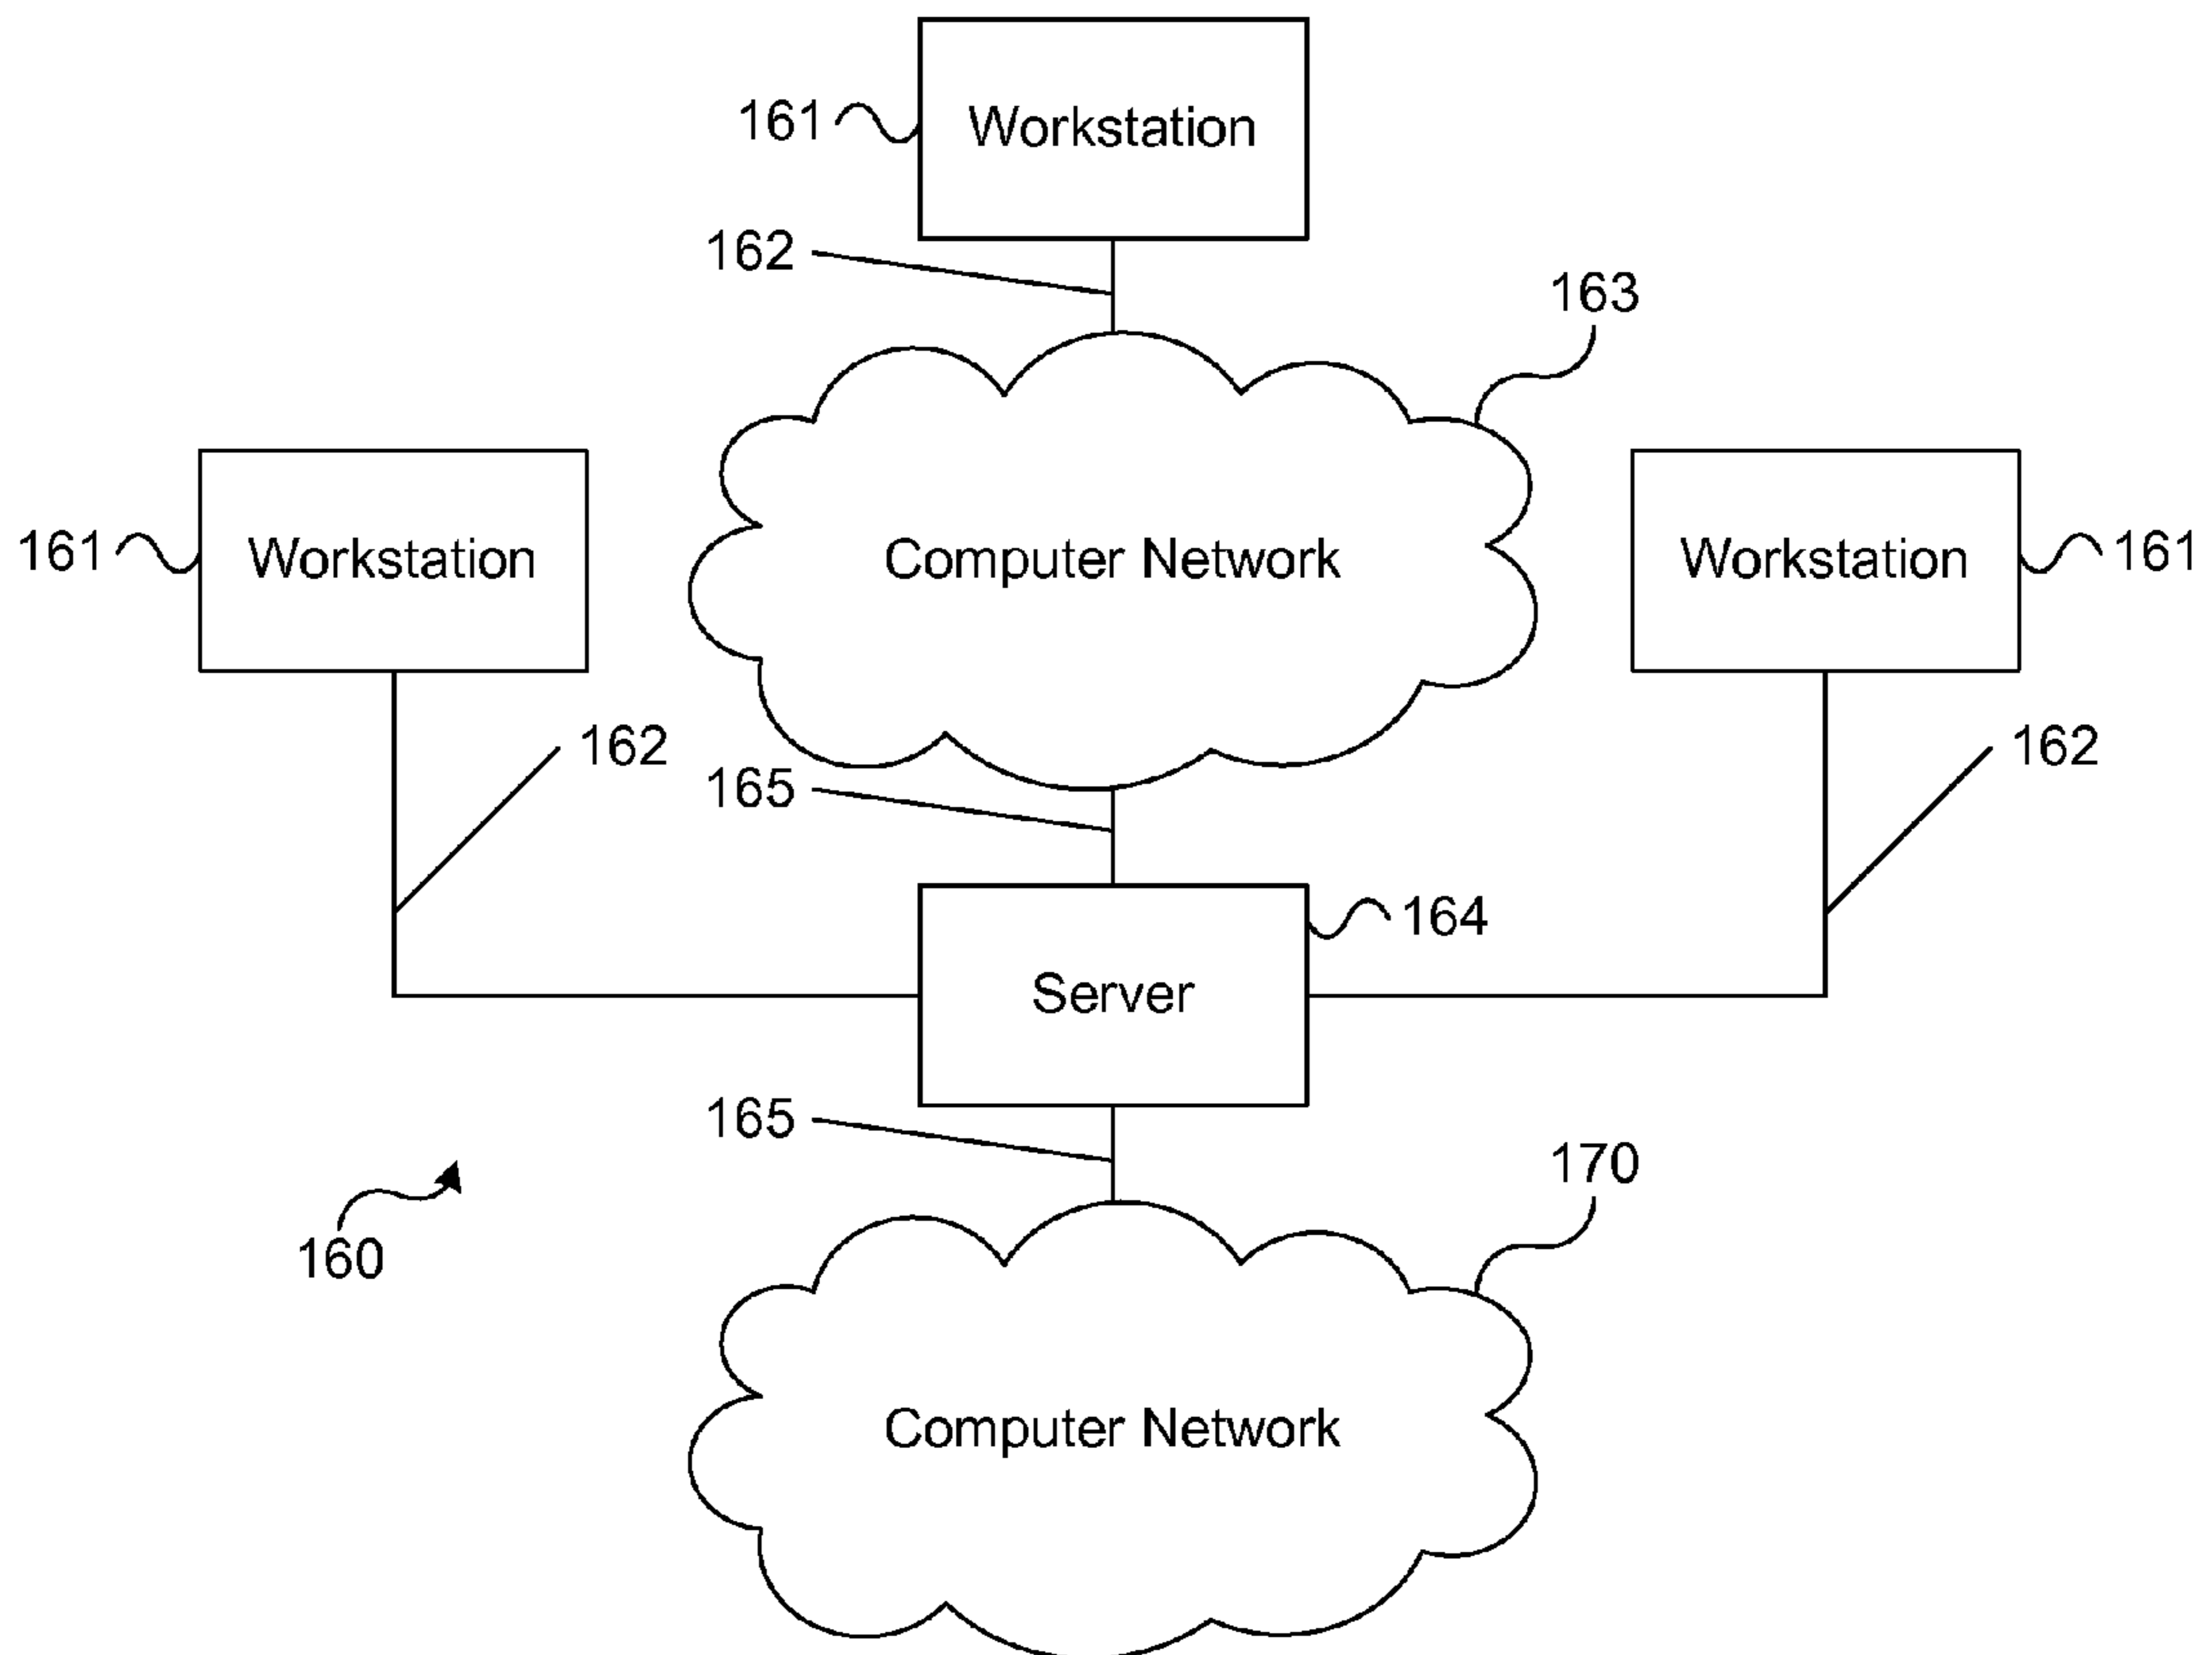 161
Workstation
162
163
161
Workstation
Computer Network
Workstation
161
162
165
162
164
Server
165
170
160
Computer Network